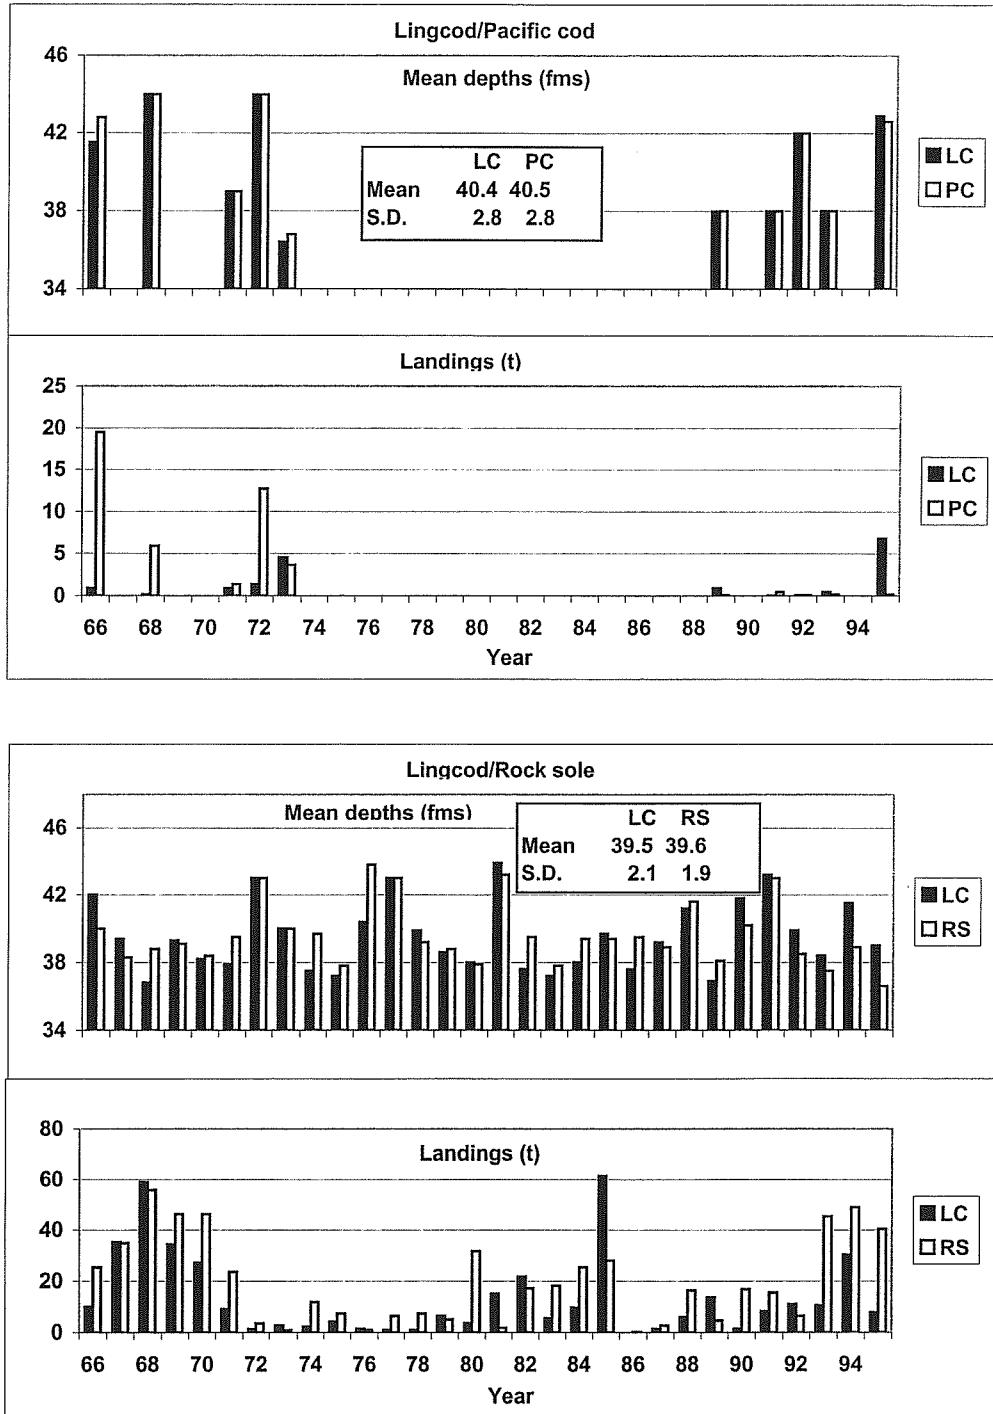 Lingcod/Pacific cod
Mean depths (fms)
46
42
38
34
LC PC
Mean 40.4 40.5
S.D. 2.8 2.8
LC
PC
Landings (t)
25
20
15
10
5
0
LC
PC
66 68 70 72 74 76 78 80 82 84 86 88 90 92 94
Year
Lingcod/Rock sole
Mean depths (fms)
46
42
38
34
LC RS
Mean 39.5 39.6
S.D. 2.1 1.9
LC
RS
Landings (t)
80
60
40
20
0
LC
RS
66 68 70 72 74 76 78 80 82 84 86 88 90 92 94
Year